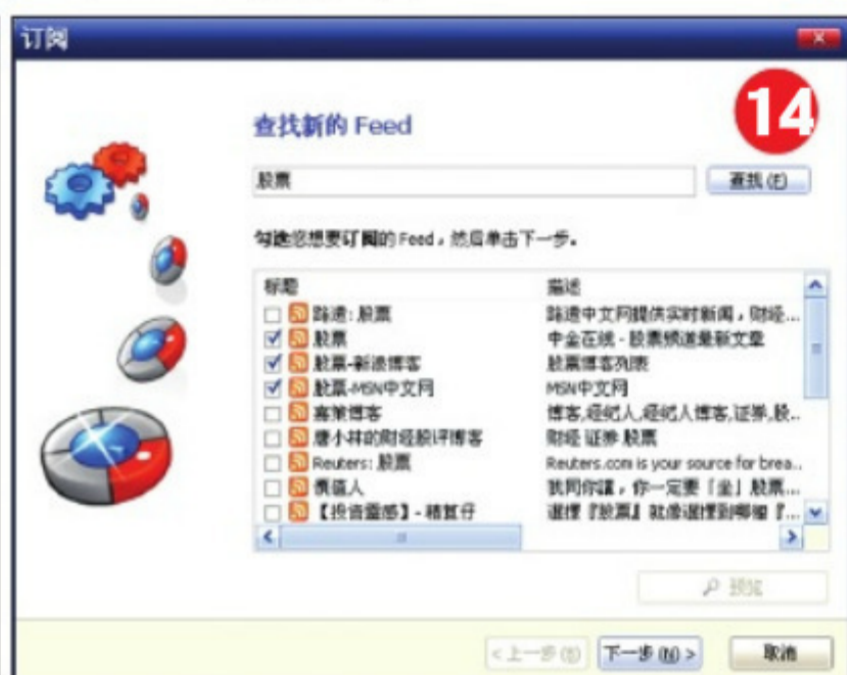 订阅
14
查找新的 Feed
股票
查找(F)
勾选您想要订阅的 Feed，然后单击下一步。
标题 描述
路透: 股票 路透中文网提供实时新闻，财经...
股票 中金在线 - 股票频道最新文章
股票-新浪博客 股票博客列表
股票-MSN中文网 MSN中文网
博客 博客,经纪人,经纪人博客,证券,股..
唐小林的财经股评博客 财经 证券 股票
Reuters: 股票 Reuters.com is your source for brea..
價值人 我同你講，你一定要「坐」股票...
【投資靈感】- 精算仔 選擇『股票』就像選擇到哪個『...
预览
<上一步(B) 下一步(N) > 取消